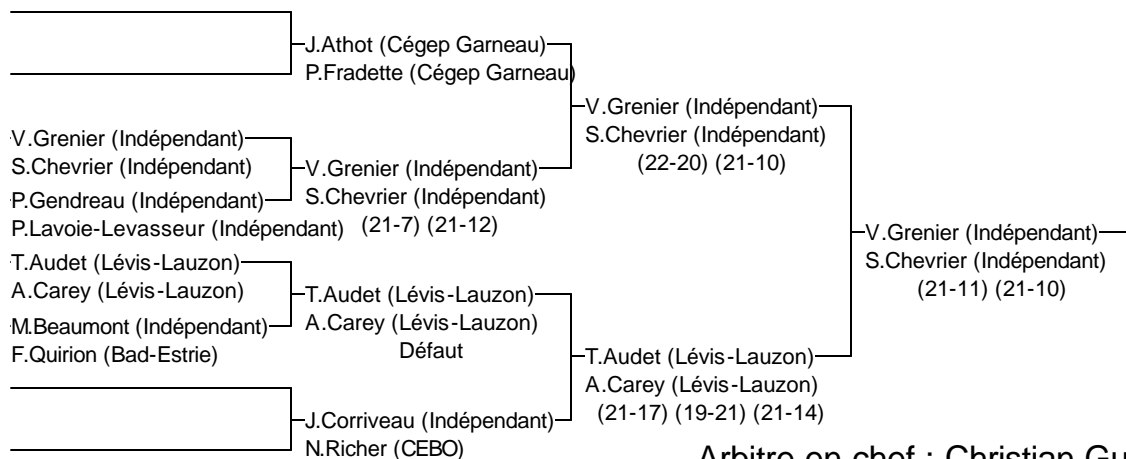 J.Athot (Cégep Garneau)
P.Fradette (Cégep Garneau)
V.Grenier (Indépendant)
S.Chevrier (Indépendant)
(22-20) (21-10)
V.Grenier (Indépendant)
S.Chevrier (Indépendant)
V.Grenier (Indépendant)
S.Chevrier (Indépendant)
(21-7) (21-12)
P.Gendreau (Indépendant)
P.Lavoie-Levasseur (Indépendant)
V.Grenier (Indépendant)
S.Chevrier (Indépendant)
(21-11) (21-10)
T.Audet (Lévis-Lauzon)
A.Carey (Lévis-Lauzon)
T.Audet (Lévis-Lauzon)
A.Carey (Lévis-Lauzon)
Défaut
M.Beaumont (Indépendant)
F.Quirion (Bad-Estrie)
T.Audet (Lévis-Lauzon)
A.Carey (Lévis-Lauzon)
(21-17) (19-21) (21-14)
J.Corriveau (Indépendant)
N.Richer (CEBO)
Arbitre en chef : Christian Gu